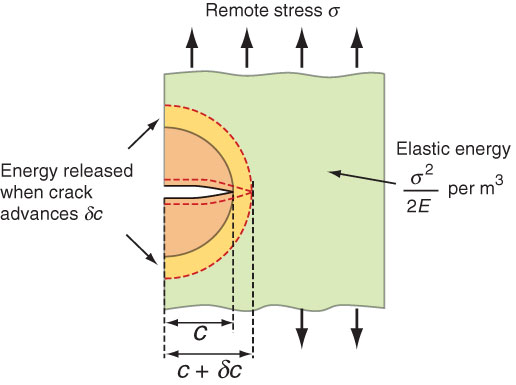 Remote stress σ
Energy released
when crack
advances δc
Elastic energy
σ²
2E
per m³
c
c + δc